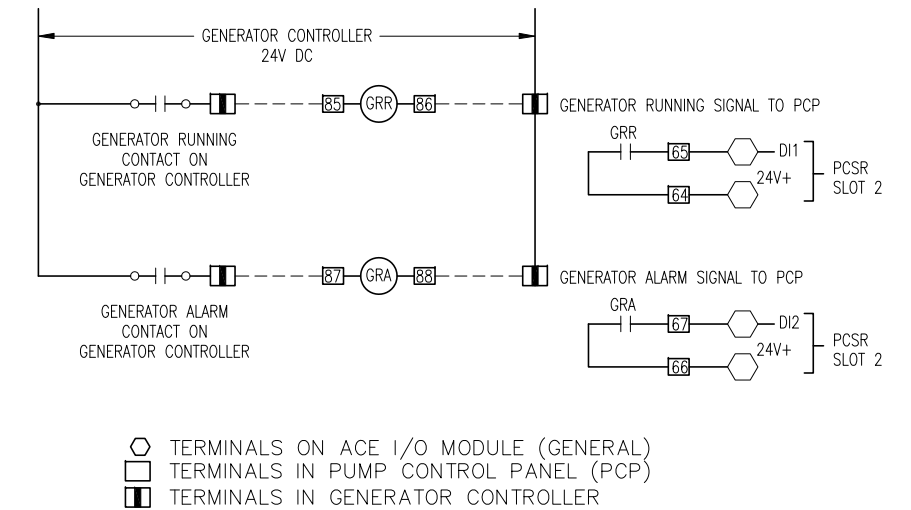 GENERATOR CONTROLLER
24V DC
85 GRR 86
GENERATOR RUNNING SIGNAL TO PCP
GENERATOR RUNNING
CONTACT ON
GENERATOR CONTROLLER
GRR
65 DI1
24V+
64
PCSR
SLOT 2
87 GRA 88
GENERATOR ALARM SIGNAL TO PCP
GENERATOR ALARM
CONTACT ON
GENERATOR CONTROLLER
GRA
67 DI2
24V+
66
PCSR
SLOT 2
TERMINALS ON ACE I/O MODULE (GENERAL)
TERMINALS IN PUMP CONTROL PANEL (PCP)
TERMINALS IN GENERATOR CONTROLLER